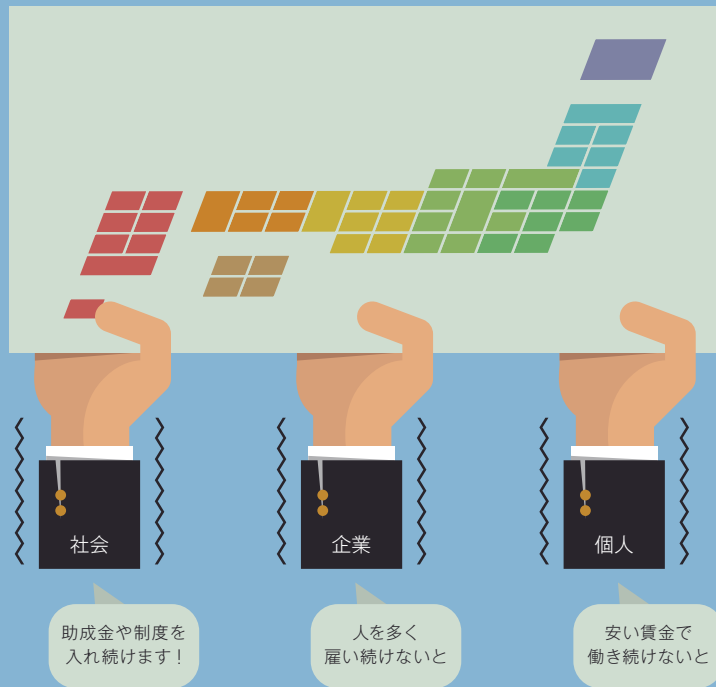 社会
企業
個人
助成金や制度を
入れ続けます！
人を多く
雇い続けないと
安い賃金で
働き続けないと